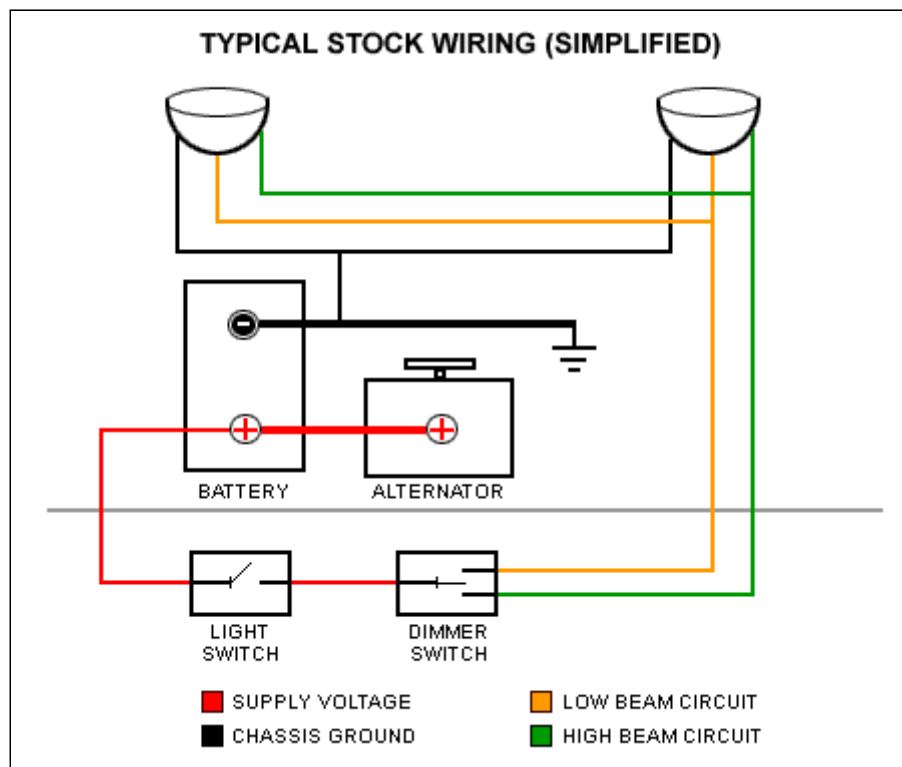 TYPICAL STOCK WIRING (SIMPLIFIED)
BATTERY
ALTERNATOR
LIGHT
SWITCH
DIMMER
SWITCH
SUPPLY VOLTAGE
LOW BEAM CIRCUIT
CHASSIS GROUND
HIGH BEAM CIRCUIT